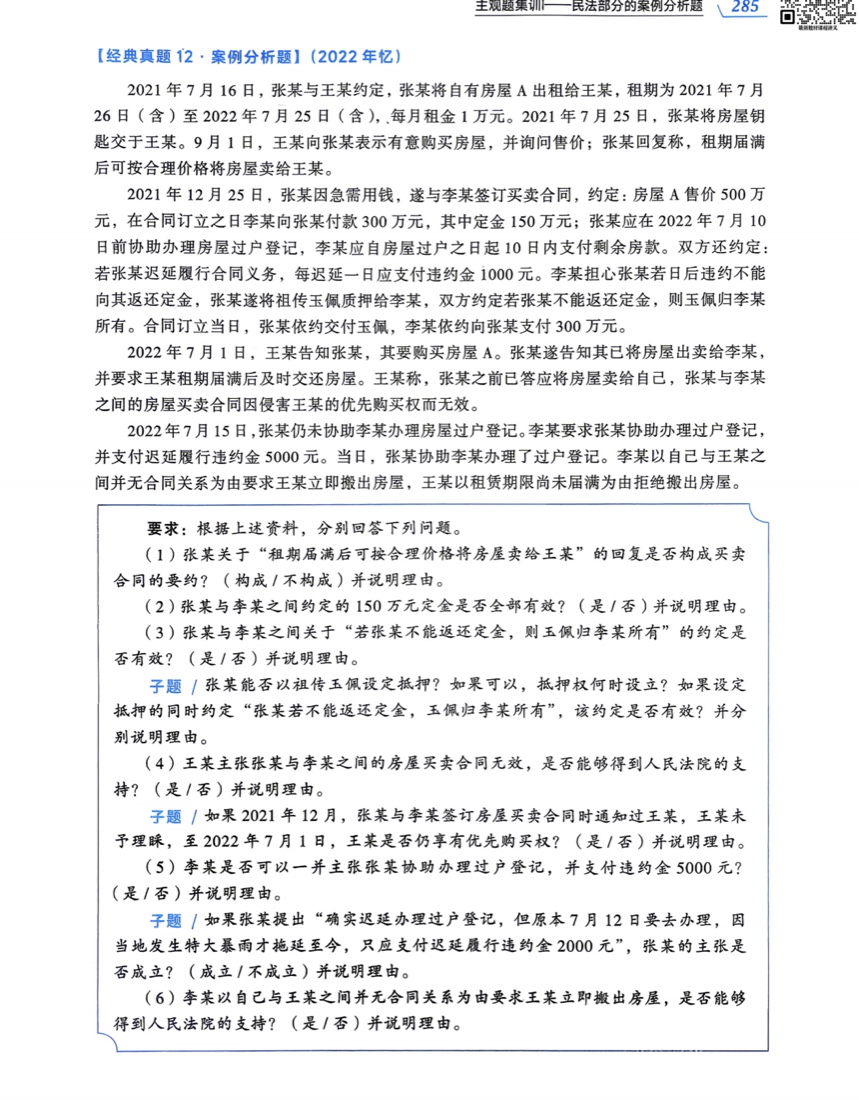 主观题集训Ⅰ——民法部分的案例分析题 285
【经典真题 12·案例分析题】(2022 年忆)
2021 年 7 月 16 日,张某与王某约定,张某将自有房屋 A 出租给王某,租期为 2021 年 7 月
26 日(含)至 2022 年 7 月 25 日(含),每月租金 1 万元。2021 年 7 月 25 日,张某将房屋钥
匙交于王某。9 月 1 日,王某向张某表示有意购买房屋,并询问售价;张某回复称,租期届满
后可按合理价格将房屋卖给王某。
2021 年 12 月 25 日,张某因急需用钱,遂与李某签订买卖合同,约定:房屋 A 售价 500 万
元,在合同订立之日李某向张某付款 300 万元,其中定金 150 万元;张某应在 2022 年 7 月 10
日前协助办理房屋过户登记,李某应自房屋过户之日起 10 日内支付剩余房款。双方还约定:
若张某迟延履行合同义务,每迟延一日应支付违约金 1000 元。李某担心张某若日后违约不能
向其返还定金,张某遂将祖传玉佩质押给李某,双方约定若张某不能返还定金,则玉佩归李某
所有。合同订立当日,张某依约交付玉佩,李某依约向张某支付 300 万元。
2022 年 7 月 1 日,王某告知张某,其要购买房屋 A。张某遂告知其已将房屋出卖给李某,
并要求王某租期届满后及时交还房屋。王某称,张某之前已答应将房屋卖给自己,张某与李某
之间的房屋买卖合同因侵害王某的优先购买权而无效。
2022 年 7 月 15 日,张某仍未协助李某办理房屋过户登记。李某要求张某协助办理过户登记,
并支付迟延履行违约金 5000 元。当日,张某协助李某办理了过户登记。李某以自己与王某之
间并无合同关系为由要求王某立即搬出房屋,王某以租赁期限尚未届满为由拒绝搬出房屋。
要求:根据上述资料,分别回答下列问题。
(1)张某关于“租期届满后可按合理价格将房屋卖给王某”的回复是否构成买卖
合同的要约?(构成 / 不构成)并说明理由。
(2)张某与李某之间约定的 150 万元定金是否全部有效?(是 / 否)并说明理由。
(3)张某与李某之间关于“若张某不能返还定金,则玉佩归李某所有”的约定是
否有效?(是 / 否)并说明理由。
子题 / 张某能否以祖传玉佩设定抵押?如果可以,抵押权何时设立?如果设定
抵押的同时约定“张某若不能返还定金,玉佩归李某所有”,该约定是否有效?并分
别说明理由。
(4)王某主张张某与李某之间的房屋买卖合同无效,是否能够得到人民法院的支
持?(是 / 否)并说明理由。
子题 / 如果 2021 年 12 月,张某与李某签订房屋买卖合同时通知过王某,王某未
予理睬,至 2022 年 7 月 1 日,王某是否仍享有优先购买权?(是 / 否)并说明理由。
(5)李某是否可以一并主张张某协助办理过户登记,并支付违约金 5000 元?
(是 / 否)并说明理由。
子题 / 如果张某提出“确实迟延办理过户登记,但原本 7 月 12 日要去办理,因
当地发生特大暴雨才拖延至今,只应支付迟延履行违约金 2000 元”,张某的主张是
否成立?(成立 / 不成立)并说明理由。
(6)李某以自己与王某之间并无合同关系为由要求王某立即搬出房屋,是否能够
得到人民法院的支持?(是 / 否)并说明理由。